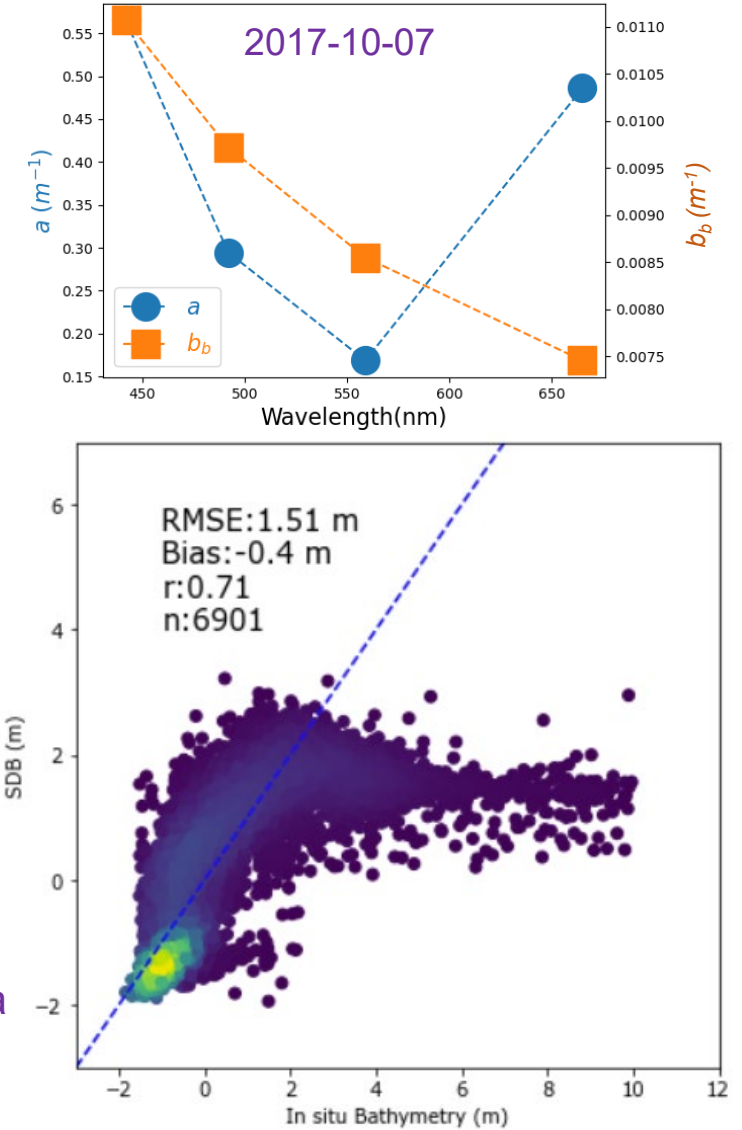 2017-10-07
0.55
0.50
0.45
0.40
0.35
0.30
0.25
0.20
0.15
a (m⁻¹)
0.0110
0.0105
0.0100
0.0095
0.0090
0.0085
0.0080
0.0075
b_b (m⁻¹)
a
b_b
450 500 550 600 650
Wavelength(nm)
RMSE:1.51 m
Bias:-0.4 m
r:0.71
n:6901
6
4
2
0
−2
SDB (m)
a
−2 0 2 4 6 8 10 12
In situ Bathymetry (m)